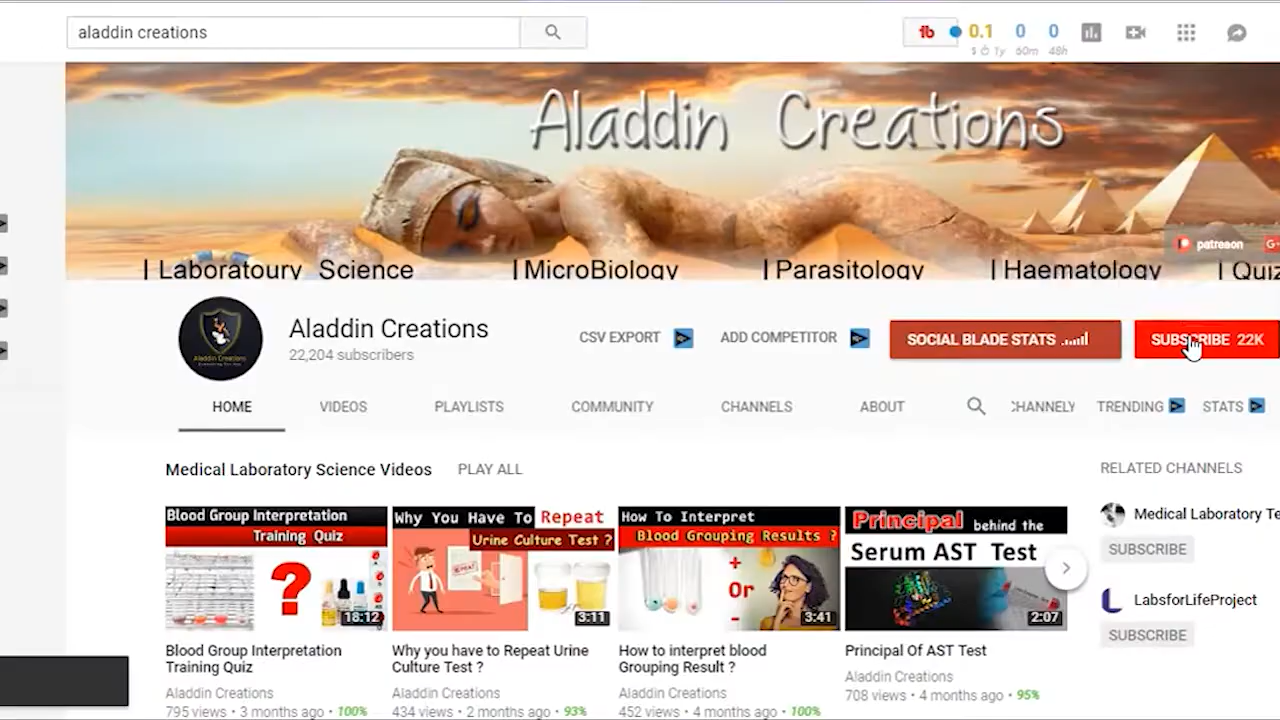 aladdin creations
0.1 0 0
$ 1y 60m 48h
Aladdin Creations
patreon
G+
| Laboratoury Science | MicroBiology | Parasitology | Haematology | Quiz
Aladdin Creations
Aladdin Creations
22,204 subscribers
CSV EXPORT
ADD COMPETITOR
SOCIAL BLADE STATS
SUBSCRIBE 22K
HOME
VIDEOS
PLAYLISTS
COMMUNITY
CHANNELS
ABOUT
CHANNELY
TRENDING
STATS
Medical Laboratory Science Videos PLAY ALL
Blood Group Interpretation
Training Quiz
?
18:12
Blood Group Interpretation
Training Quiz
Aladdin Creations
795 views • 3 months ago • 100%
Why You Have To Repeat
Urine Culture Test ?
REPEAT
3:11
Why you have to Repeat Urine
Culture Test ?
Aladdin Creations
434 views • 2 months ago • 93%
How To Interpret
Blood Grouping Results ?
+
Or
-
3:41
How to interpret blood
Grouping Result ?
Aladdin Creations
452 views • 4 months ago • 100%
Principal behind the
Serum AST Test
2:07
Principal Of AST Test
Aladdin Creations
708 views • 4 months ago • 95%
RELATED CHANNELS
Medical Laboratory Te
SUBSCRIBE
LabsforLifeProject
SUBSCRIBE